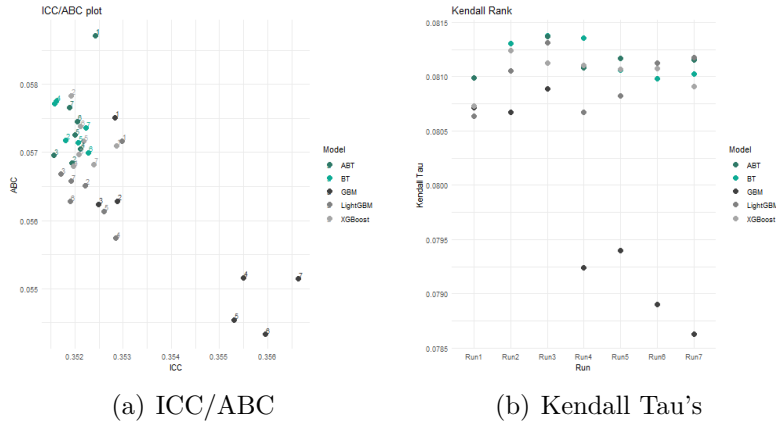 ICC/ABC plot
0.058
0.057
0.056
0.055
ABC
0.352
0.353
0.354
0.355
0.356
ICC
Model
ABT
BT
GBM
LightGBM
XGBoost
(a) ICC/ABC
Kendall Rank
0.0815
0.0810
0.0805
0.0800
0.0795
0.0790
0.0785
Kendall Tau
Run1
Run2
Run3
Run4
Run5
Run6
Run7
Run
Model
ABT
BT
GBM
LightGBM
XGBoost
(b) Kendall Tau's